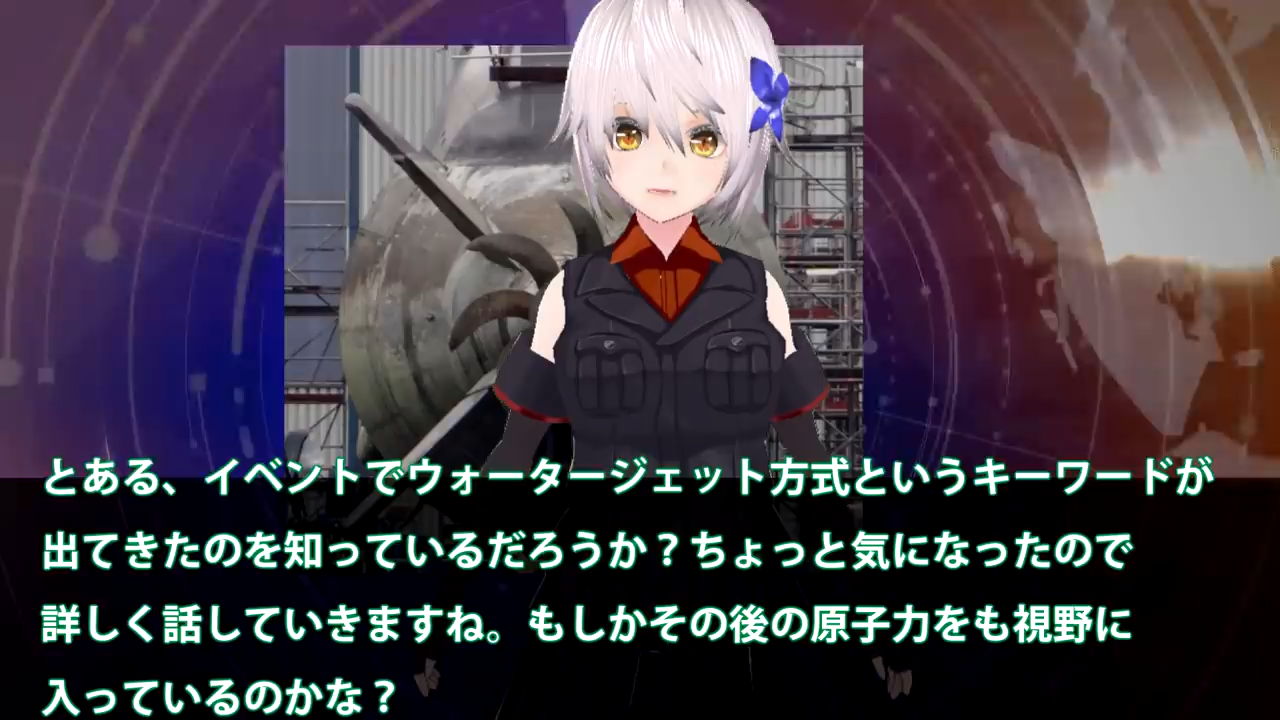 とある、イベントでウォータージェット方式というキーワードが
出てきたのを知っているだろうか？ちょっと気になったので
詳しく話していきますね。もしかその後の原子力をも視野に
入っているのかな？